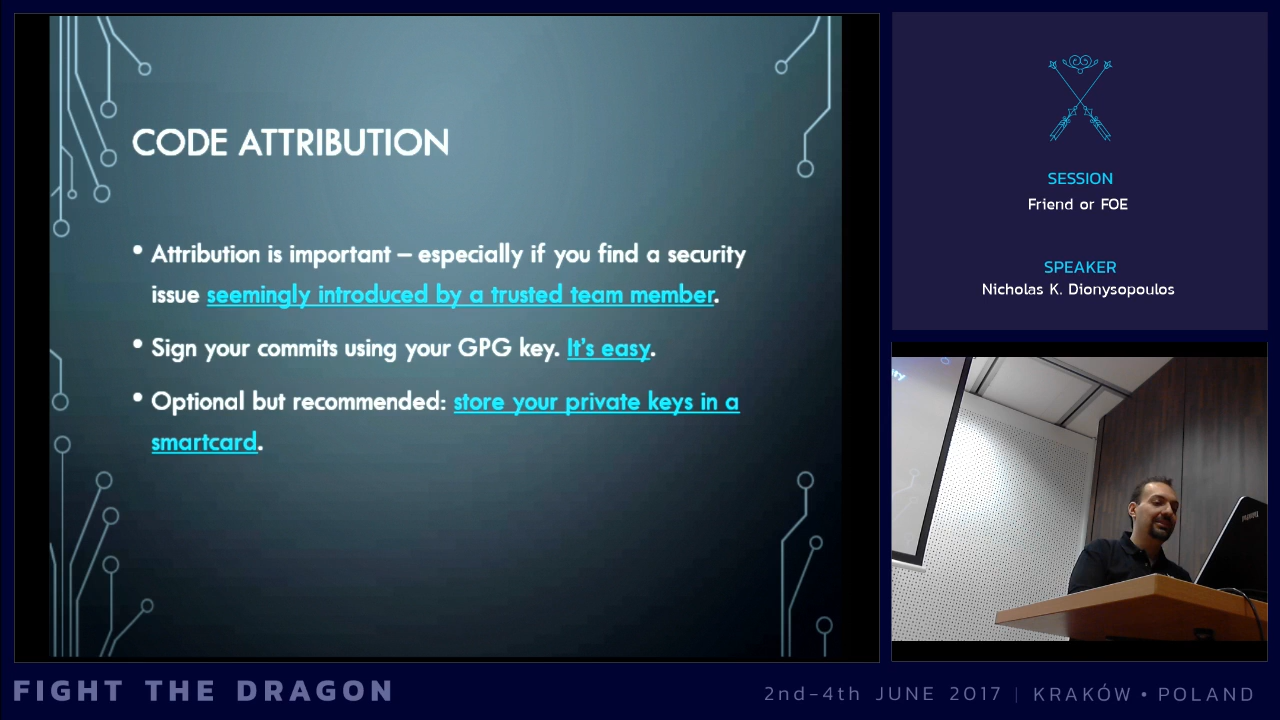 CODE ATTRIBUTION
• Attribution is important – especially if you find a security
issue seemingly introduced by a trusted team member.
• Sign your commits using your GPG key. It's easy.
• Optional but recommended: store your private keys in a
smartcard.
SESSION
Friend or FOE
SPEAKER
Nicholas K. Dionysopoulos
FIGHT THE DRAGON
2nd-4th JUNE 2017 | KRAKÓW • POLAND